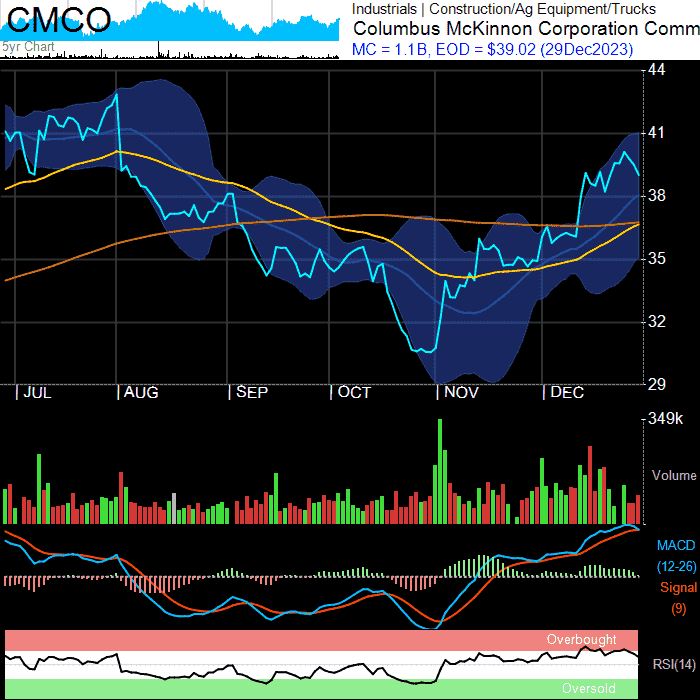 CMCO
5yr Chart
Industrials | Construction/Ag Equipment/Trucks
Columbus McKinnon Corporation Comm
MC = 1.1B, EOD = $39.02 (29Dec2023)
44
41
38
35
32
29
JUL
AUG
SEP
OCT
NOV
DEC
349k
Volume
MACD
(12-26)
Signal
(9)
Overbought
RSI(14)
Oversold